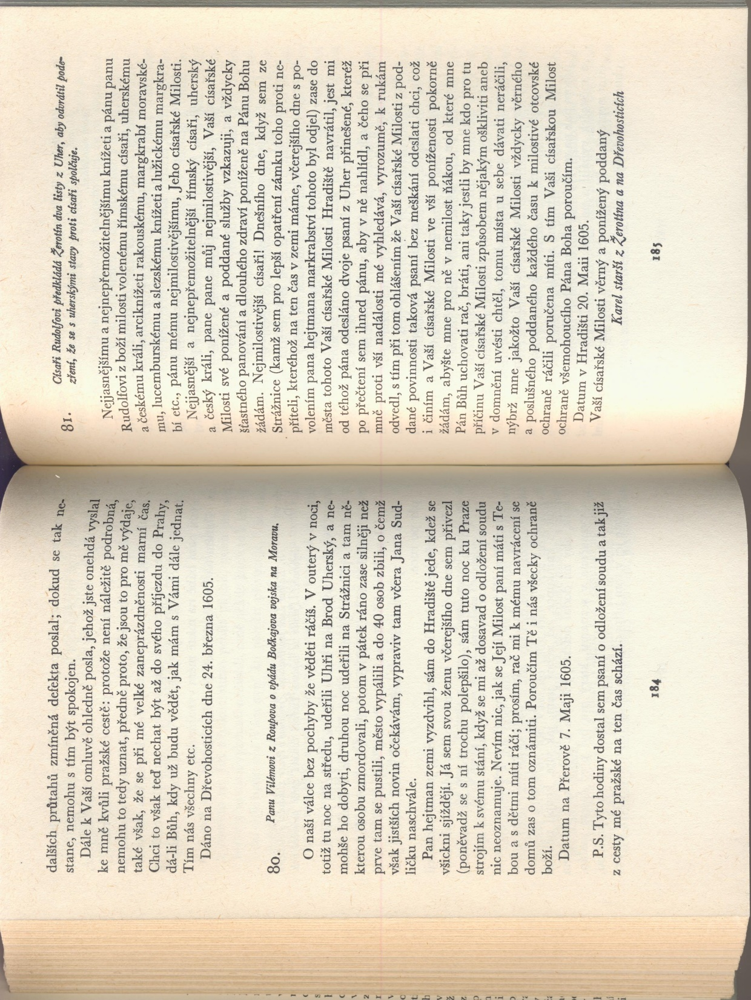 dalších průtahů zmíněná defekta poslal; dokud se tak ne-
stane, nemohu s tím být spokojen.
Dále k Vaší omluvě ohledně posla, jehož jste onehdá vyslal
ke mně kvůli pražské cestě: protože není náležitě podrobná,
nemohu to tedy uznat, předně proto, že jsou to pro mě výdaje,
také však, že se při mé velké zaneprázdněnosti marní čas.
Chci to však teď nechat být až do svého příjezdu do Prahy,
dá-li Bůh, kdy už budu vědět, jak mám s Vámi dále jednat.
Tím nás všechny etc.
Dáno na Dřevohosticích dne 24. března 1605.
80. Panu Vilémovi z Roupova o vpádu Bočkajova vojska na Moravu.
O naší válce bez pochyby že věděti ráčíš. V outerý v noci,
totiž tu noc na středu, udeřili Uhři na Brod Uherský, a ne-
mohše ho dobyti, druhou noc udeřili na Strážnici a tam ně-
kterou osobu zmordovali, potom v pátek ráno zase silněji než
prve tam se pustili, město vypálili a do 40 osob zbili, o čemž
však jistších novin očekávám, vypraviv tam včera Jana Sud-
ličku naschvále.
Pan hejtman zemi vyzdvihl, sám do Hradiště jede, kdež se
všickni sjíždějí. Já sem svou ženu včerejšího dne sem přivezl
(poněvadž se s ní trochu polepšilo), sám tuto noc ku Praze
strojím k svému stání, když se mi až dosavad o odložení soudu
nic neoznamuje. Nevím nic, jak se Její Milost paní máti s Te-
bou a s dětmi míti ráčí; prosím, rač mi k mému navrácení se
domů zas o tom oznámiti. Poroučím Tě i nás všecky ochraně
boží.
Datum na Přerově 7. Maji 1605.
P.S. Tyto hodiny dostal sem psaní o odložení soudu a tak již
z cesty mé pražské na ten čas schází.
184
81. Císaři Rudolfovi předkládá Žerotín dva listy z Uher, aby odvrátil pode-
zření, že se s uherskými stavy proti císaři spolčuje.
Nejjasnějšímu a nejnepřemožitelnějšímu knížeti a pánu panu
Rudolfovi z boží milosti volenému římskému císaři, uherskému
a českému králi, arciknížeti rakouskému, margkrabí moravské-
mu, lucemburskému a slezskému knížeti a lužickému margkra-
bí etc., pánu mému nejmilostivějšímu, Jeho císařské Milosti.
Nejjasnější a nejnepřemožitelnější římský císaři, uherský
a český králi, pane pane můj nejmilostivější, Vaší císařské
Milosti své ponížené a poddané služby vzkazuji, a vždycky
šťastného panování a dlouhého zdraví poníženě na Pánu Bohu
žádám. Nejmilostivější císaři! Dnešního dne, když sem ze
Strážnice (kamž sem pro lepší opatření zámku toho proti ne-
příteli, kteréhož na ten čas v zemi máme, včerejšího dne s po-
volením pana hejtmana markrabství tohoto byl odjel) zase do
města tohoto Vaší císařské Milosti Hradiště navrátil, jest mi
od téhož pána odesláno dvoje psaní z Uher přinešené, kteréž
po přečtení sem ihned pánu, aby v ně nahlídl, a čeho se při
mně proti vší nadálosti mé vyhledává, vyrozumě, k rukám
odvedl, s tím při tom ohlášením že Vaší císařské Milosti z pod-
dané povinnosti taková psaní bez meškání odeslati chci, což
i činím a Vaší císařské Milosti ve vší poníženosti pokorně
žádám, abyšte mne pro ně v nemilost ňákou, od které mne
Pán Bůh uchovati rač, bráti, ani taky jestli by mne kdo pro tu
příčinu Vaší císařské Milosti způsobem nějakým oškliviti aneb
v domnění uvésti chtěl, tomu místa u sebe dávati neráčili,
nýbrž mne jakožto Vaší císařské Milosti vždycky věrného
a poslušného poddaného každého času k milostivé otcovské
ochraně ráčili poručena míti. S tím Vaši císařskou Milost
ochraně všemohoucího Pána Boha poroučím.
Datum v Hradišti 20. Maii 1605.
Vaší císařské Milosti věrný a ponížený poddaný
Karel starší z Žerotína a na Dřevohosticích
185